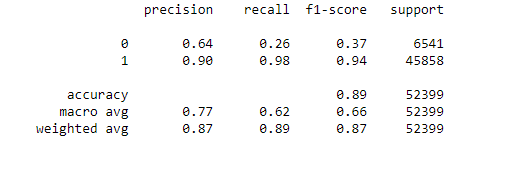 precision recall f1-score support
0 0.64 0.26 0.37 6541
1 0.90 0.98 0.94 45858
accuracy 0.89 52399
macro avg 0.77 0.62 0.66 52399
weighted avg 0.87 0.89 0.87 52399